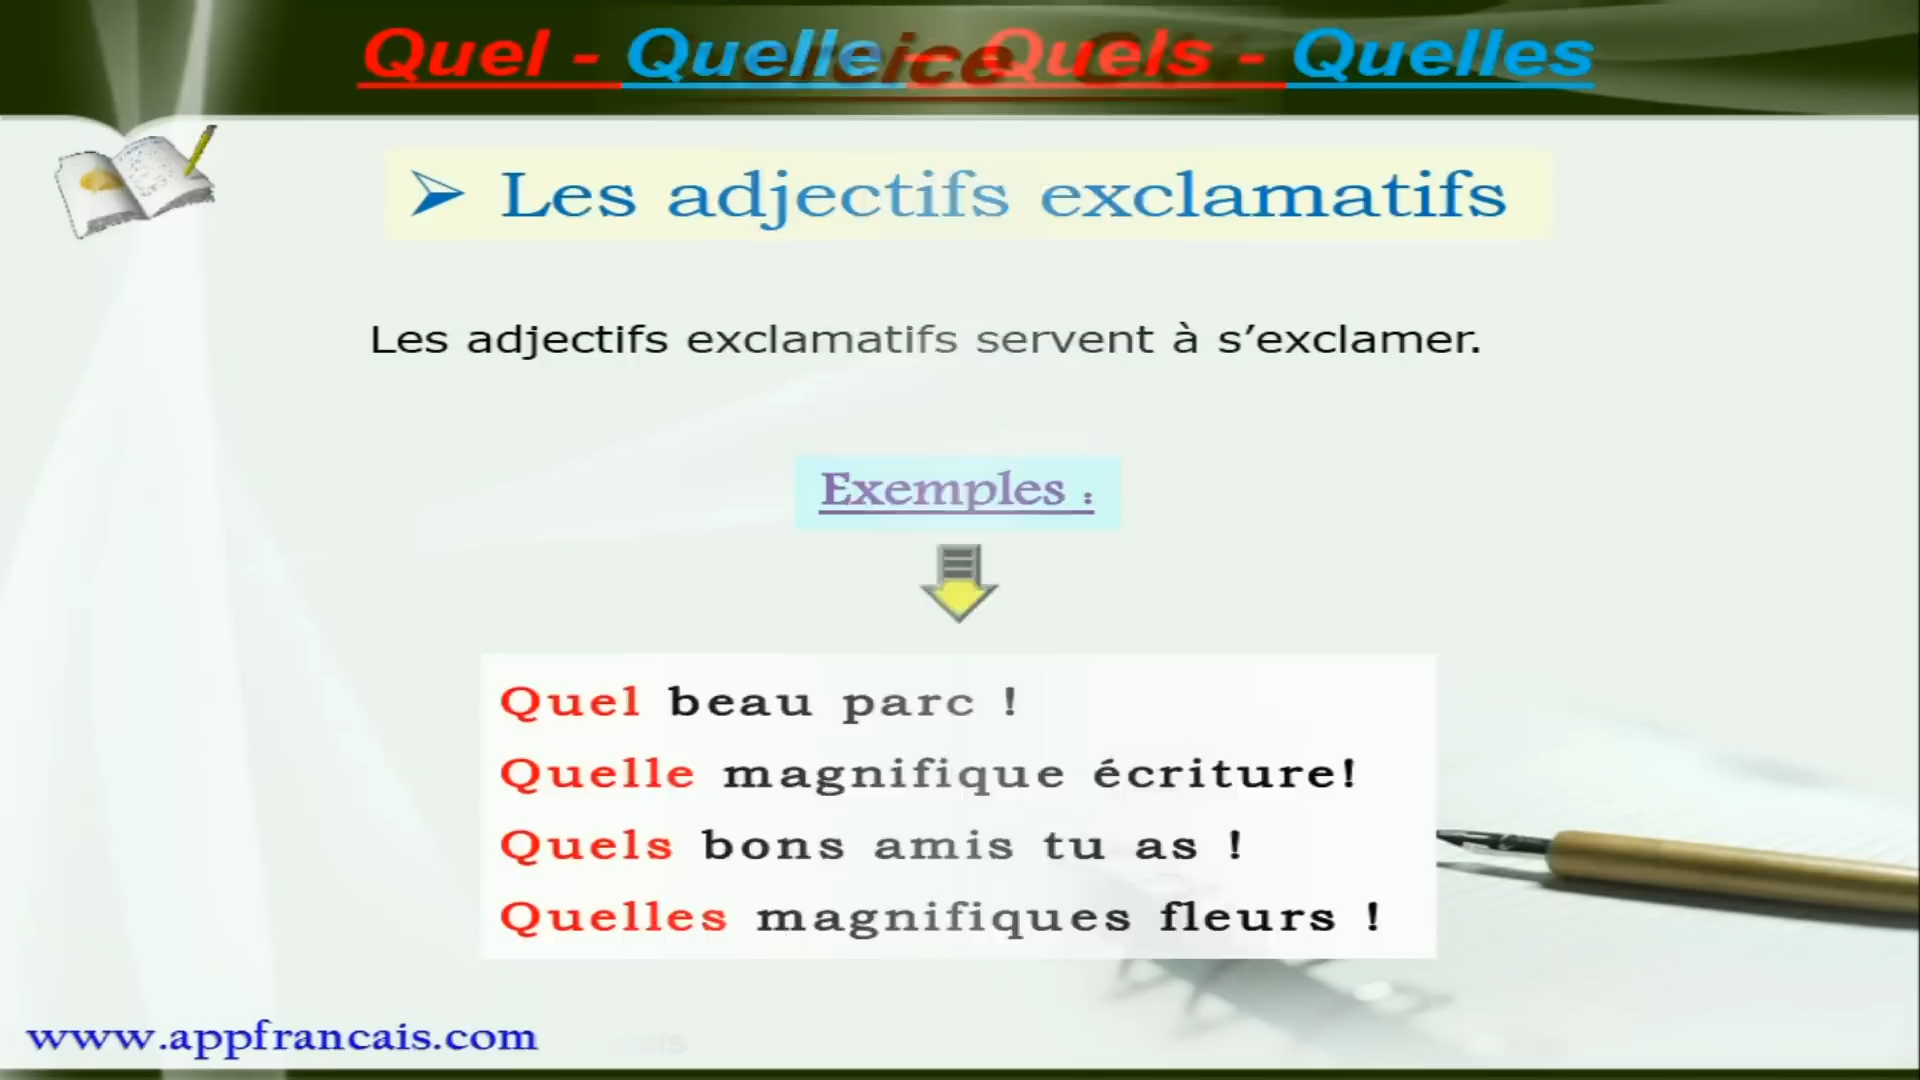 Quel - Quelle - Quels - Quelles
➢ Les adjectifs exclamatifs
Les adjectifs exclamatifs servent à s’exclamer.
Exemples :
Quel beau parc !
Quelle magnifique écriture!
Quels bons amis tu as !
Quelles magnifiques fleurs !
www.appfrancais.com